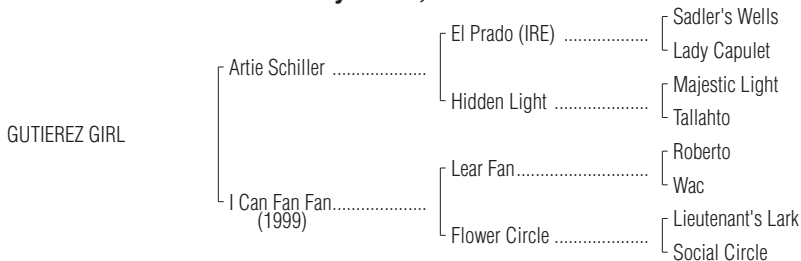 El Prado (IRE) ..................
Sadler's Wells
Lady Capulet
Artie Schiller ....................
Hidden Light ....................
Majestic Light
Tallahto
GUTIEREZ GIRL
I Can Fan Fan....................
(1999)
Lear Fan............................
Roberto
Wac
Flower Circle ....................
Lieutenant's Lark
Social Circle